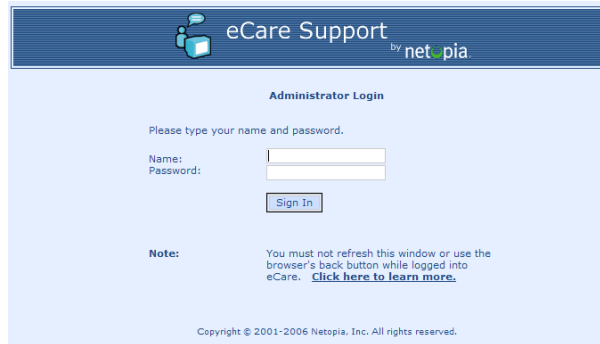 eCare Support
by netopia.
Administrator Login
Please type your name and password.
Name:
Password:
Sign In
Note:
You must not refresh this window or use the
browser's back button while logged into
eCare. Click here to learn more.
Copyright © 2001-2006 Netopia, Inc. All rights reserved.